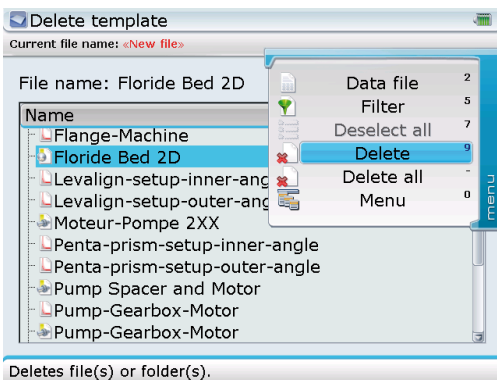 Delete template
Current file name: «New file»
File name: Floride Bed 2D
Name
Flange-Machine
Floride Bed 2D
Levalign-setup-inner-ang
Levalign-setup-outer-ang
Moteur-Pompe 2XX
Penta-prism-setup-inner-angle
Penta-prism-setup-outer-angle
Pump Spacer and Motor
Pump-Gearbox-Motor
Pump-Gearbox-Motor
Data file 2
Filter 5
Deselect all 7
Delete 9
Delete all -
Menu 0
menu
Deletes file(s) or folder(s).